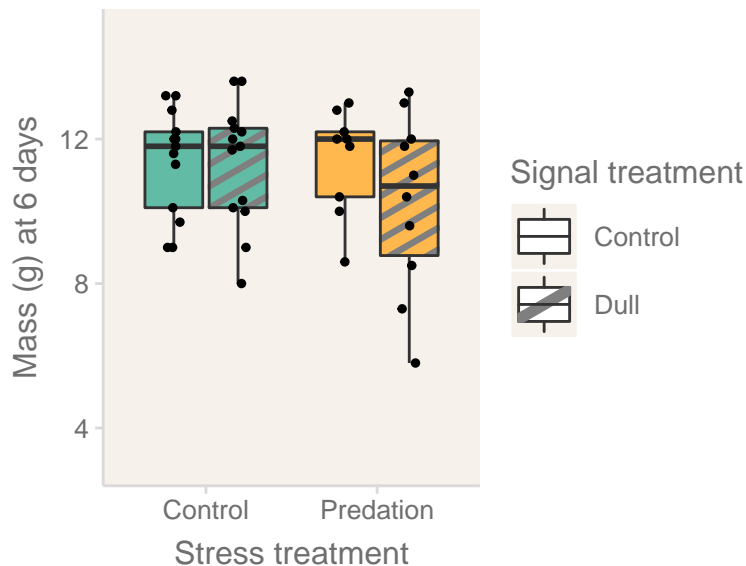 Mass (g) at 6 days
12
8
4
Control
Predation
Stress treatment
Signal treatment
Control
Dull